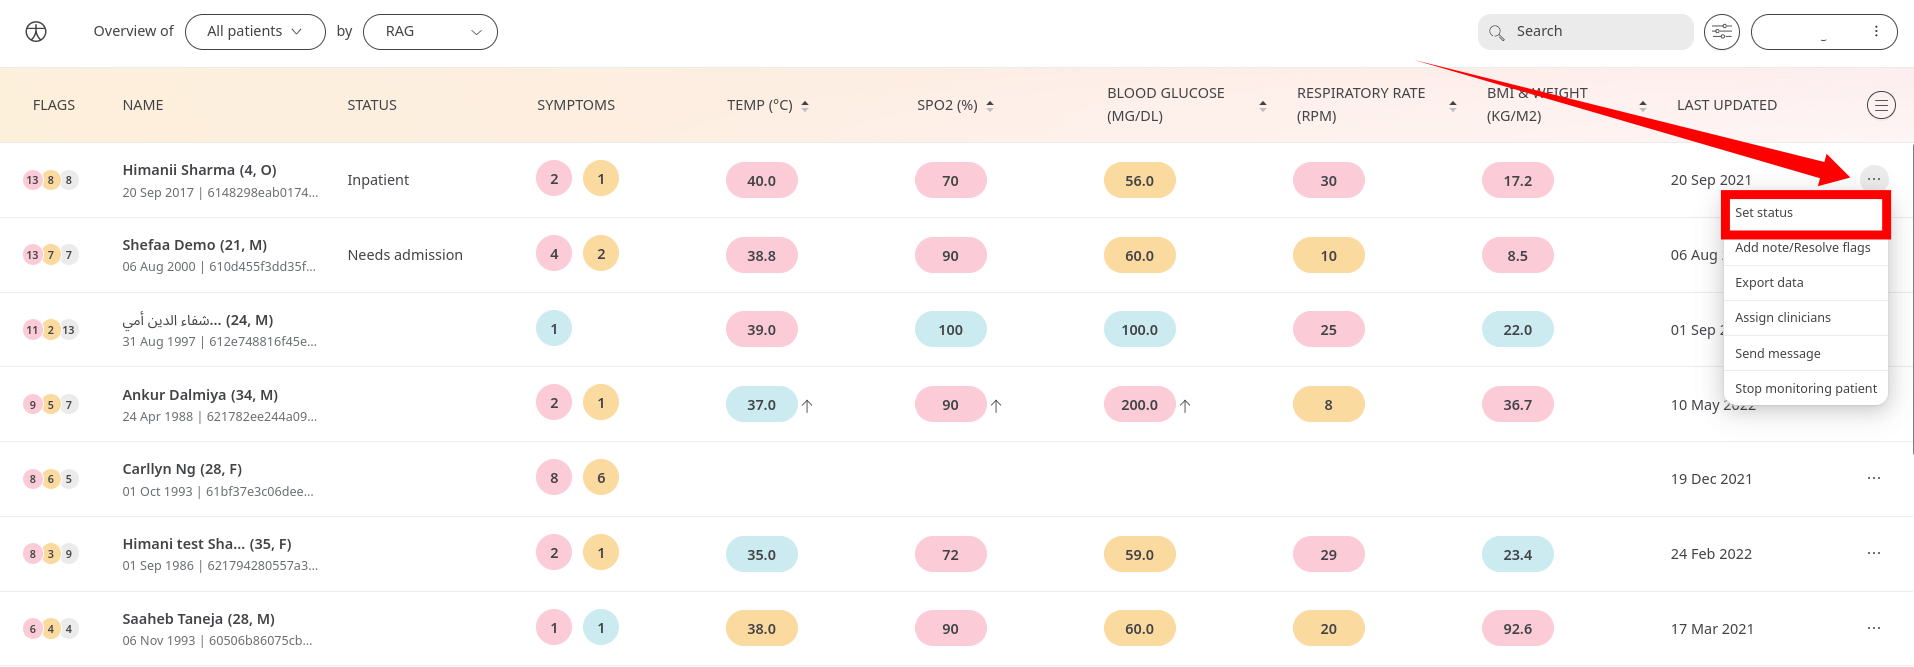 Overview of All patients by RAG Search
FLAGS NAME STATUS SYMPTOMS TEMP (°C) SPO2 (%) BLOOD GLUCOSE (MG/DL) RESPIRATORY RATE (RPM) BMI & WEIGHT (KG/M2) LAST UPDATED
13 8 8 Himanii Sharma (4, O) Inpatient 2 1 40.0 70 56.0 30 17.2 20 Sep 2021 ...
20 Sep 2017 | 6148298eab0174...
Set status
Shefaa Demo (21, M)
13 7 7 Needs admission 4 2 38.8 90 60.0 10 8.5 06 Aug
06 Aug 2000 | 610d455f3dd35f...
Add note/Resolve flags
Export data
شفاء الدين أمي... (24, M)
11 2 13 1 39.0 100 100.0 25 22.0 01 Sep
31 Aug 1997 | 612e748816f45e...
Assign clinicians
Send message
Stop monitoring patient
Ankur Dalmiya (34, M)
9 5 7 2 1 37.0 ↑ 90 ↑ 200.0 ↑ 8 36.7 10 May 2022
24 Apr 1988 | 621782ee244a09...
Carllyn Ng (28, F)
8 6 5 8 6 19 Dec 2021 ...
01 Oct 1993 | 61bf37e3c06dee...
Himani test Sha... (35, F)
8 3 9 2 1 35.0 72 59.0 29 23.4 24 Feb 2022 ...
01 Sep 1986 | 621794280557a3...
Saaheb Taneja (28, M)
6 4 4 1 1 38.0 90 60.0 20 92.6 17 Mar 2021 ...
06 Nov 1993 | 60506b86075cb...